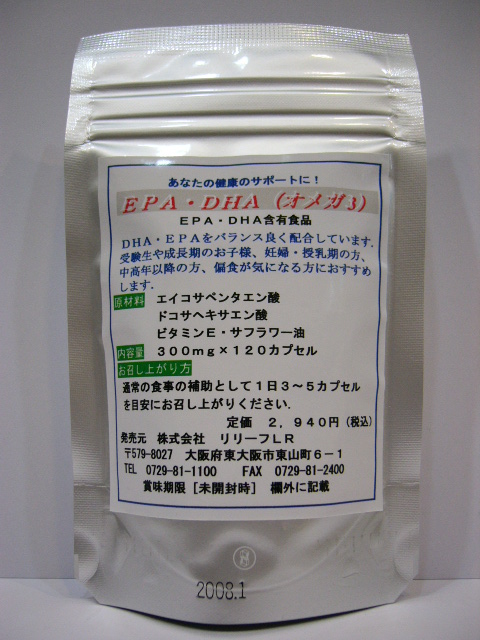 あなたの健康のサポートに！
EPA・DHA（オメガ3）
EPA・DHA含有食品
DHA・EPAをバランス良く配合しています.
受験生や成長期のお子様、妊婦・授乳期の方、
中高年以降の方、偏食が気になる方におすすめ
します.
原材料 エイコサペンタエン酸
ドコサヘキサエン酸
ビタミンE・サフラワー油
内容量 300mg×120カプセル
お召し上がり方
通常の食事の補助として1日3～5カプセル
を目安にお召し上がりください.
定価 2,940円（税込）
発売元 株式会社 リリーフLR
〒579-8027 大阪府東大阪市東山町6-1
TEL 0729-81-1100 FAX 0729-81-2400
賞味期限［未開封時］ 欄外に記載
2008.1